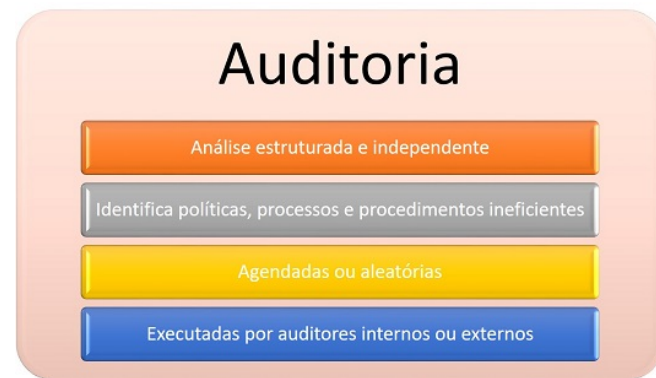 Auditoria
Análise estruturada e independente
Identifica políticas, processos e procedimentos ineficientes
Agendadas ou aleatórias
Executadas por auditores internos ou externos